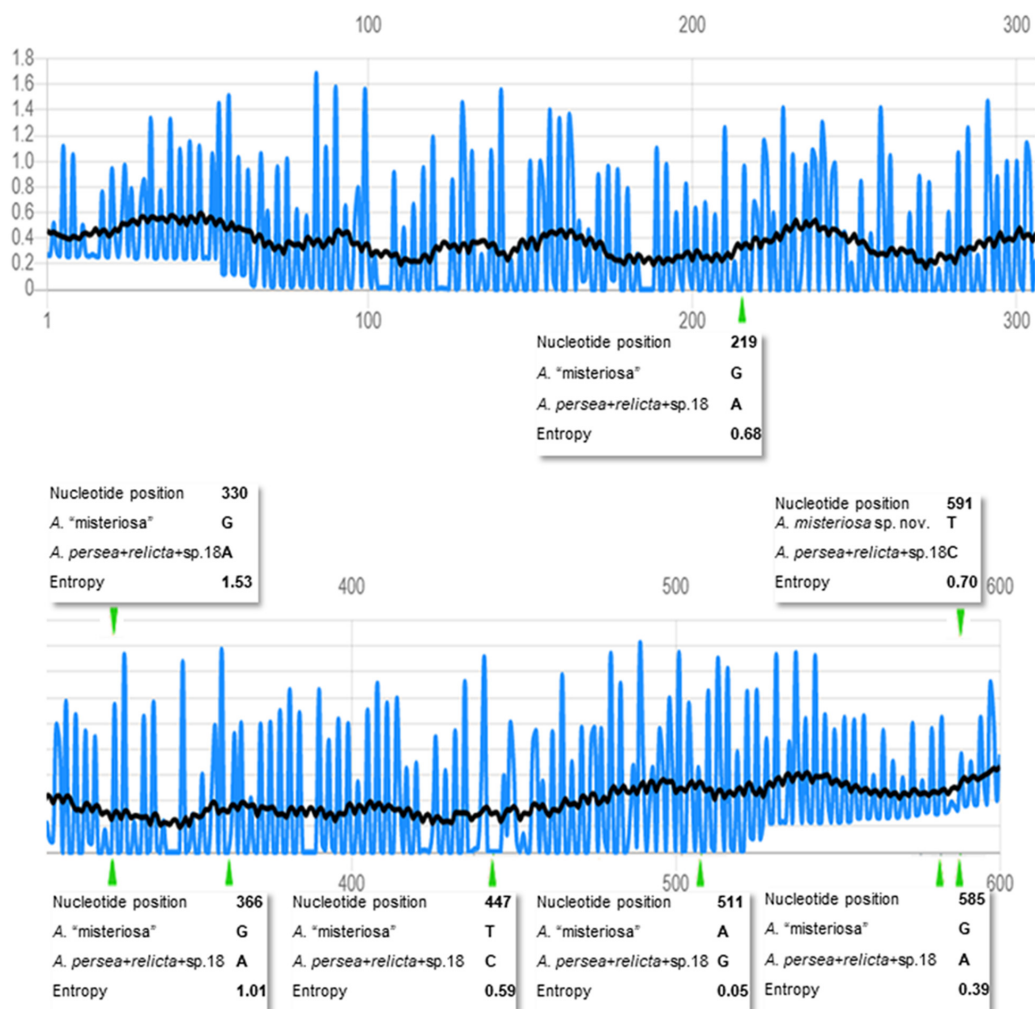 100 200 300
1.8
1.6
1.4
1.2
1.0
0.8
0.6
0.4
0.2
0
1 100 200 300
Nucleotide position 219
A. “misteriosa” G
A. persea+relicta+sp.18 A
Entropy 0.68
Nucleotide position 330
A. “misteriosa” G
A. persea+relicta+sp.18A
Entropy 1.53
Nucleotide position 591
A. misteriosa sp. nov. T
A. persea+relicta+sp.18C
Entropy 0.70
400 500 600
400 500 600
Nucleotide position 366
A. “misteriosa” G
A. persea+relicta+sp.18 A
Entropy 1.01
Nucleotide position 447
A. “misteriosa” T
A. persea+relicta+sp.18 C
Entropy 0.59
Nucleotide position 511
A. “misteriosa” A
A. persea+relicta+sp.18 G
Entropy 0.05
Nucleotide position 585
A. “misteriosa” G
A. persea+relicta+sp.18 A
Entropy 0.39